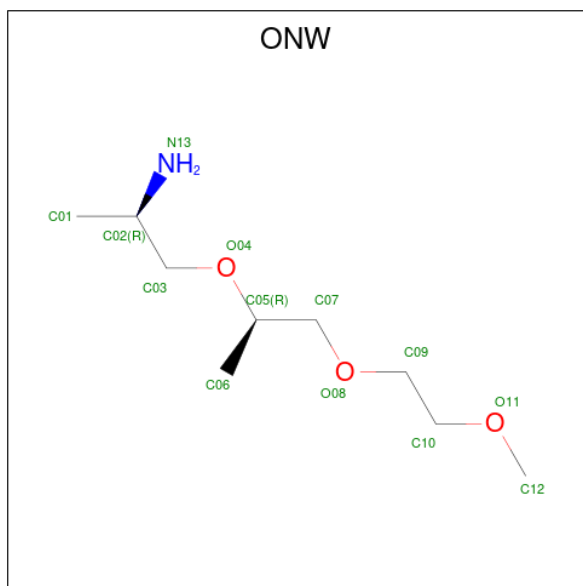 ONW
N13
NH2
C01
C02(R)
O04
O
C03
C05(R)
C07
C06
O
O08
C09
O11
O
C10
C12